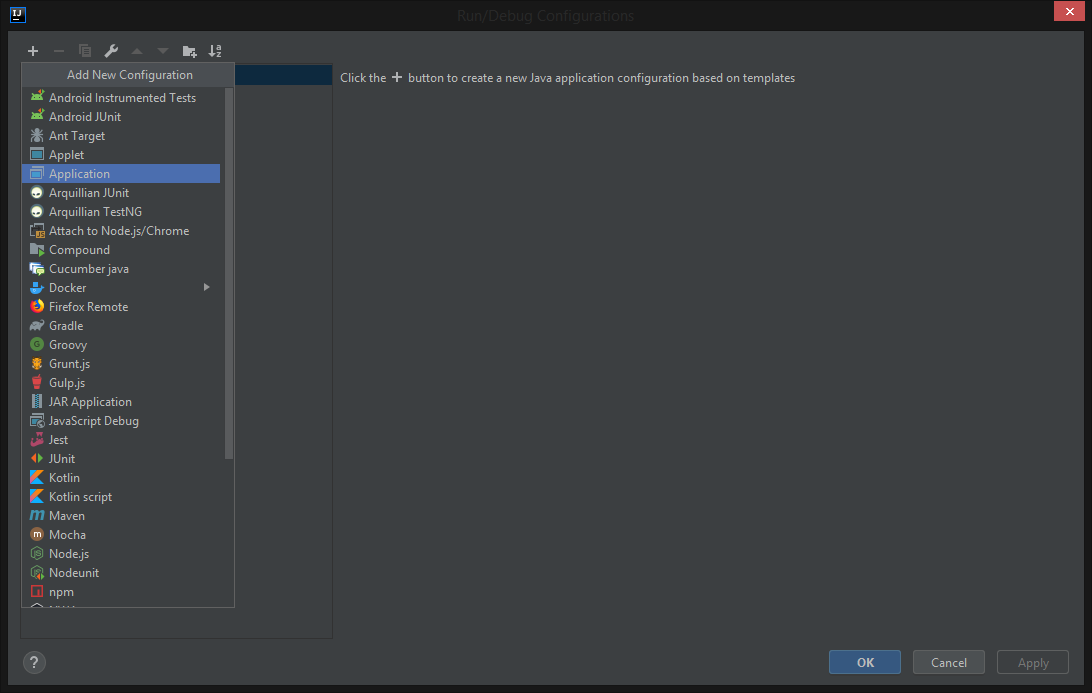 Run/Debug Configurations
Add New Configuration
Click the + button to create a new Java application configuration based on templates
Android Instrumented Tests
Android JUnit
Ant Target
Applet
Application
Arquillian JUnit
Arquillian TestNG
Attach to Node.js/Chrome
Compound
Cucumber java
Docker
Firefox Remote
Gradle
Groovy
Grunt.js
Gulp.js
JAR Application
JavaScript Debug
Jest
JUnit
Kotlin
Kotlin script
Maven
Mocha
Node.js
Nodeunit
npm
? OK Cancel Apply